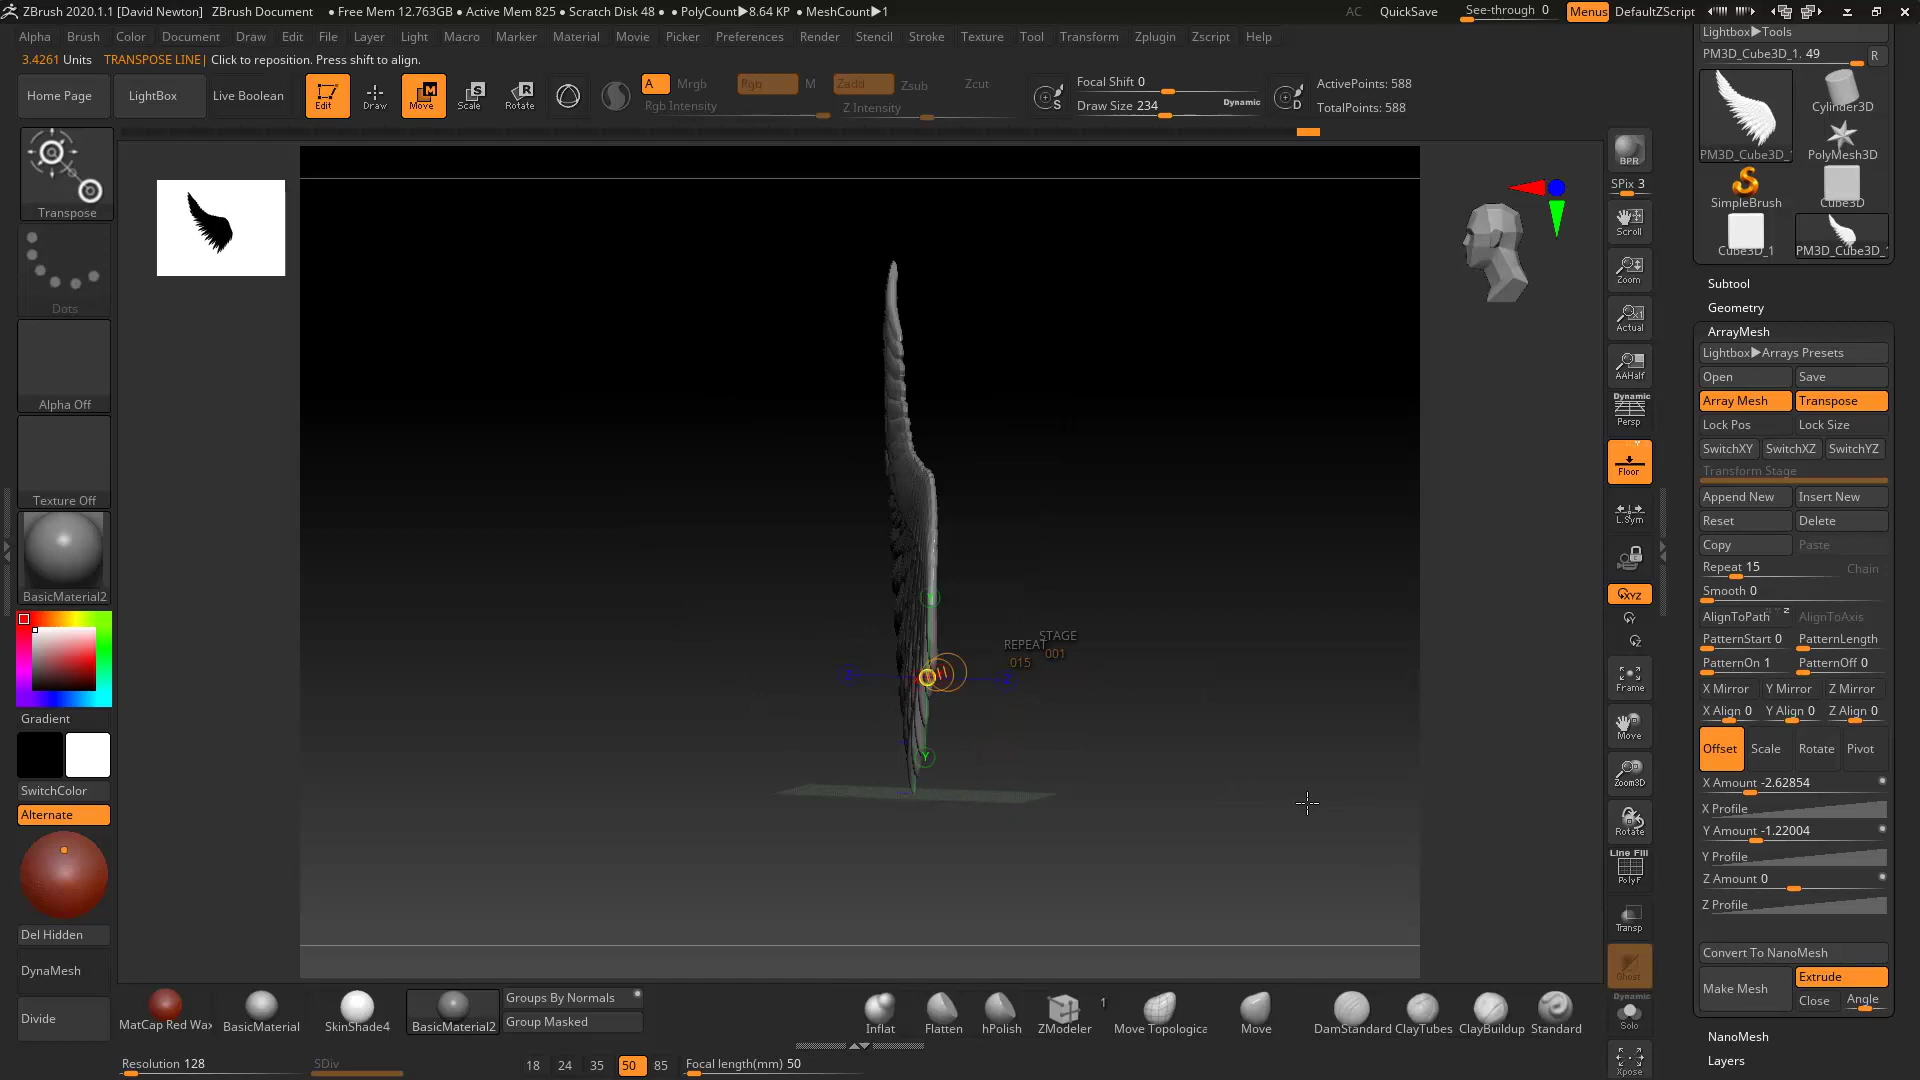 ZBrush 2020.1.1 [David Newton] ZBrush Document • Free Mem 12.763GB • Active Mem 825 • Scratch Disk 48 • • PolyCount▶8.64 KP • MeshCount▶1
AC QuickSave See-through 0 Menus DefaultZScript
Alpha Brush Color Document Draw Edit File Layer Light Macro Marker Material Movie Picker Preferences Render Stencil Stroke Texture Tool Transform Zplugin Zscript Help
3.4261 Units TRANSPOSE LINE| Click to reposition. Press shift to align.
Home Page LightBox Live Boolean
Edit Draw Move Scale Rotate
A Mrgb Rgb M Zadd Zsub Zcut
Rgb Intensity Z Intensity
Focal Shift 0
Draw Size 234 Dynamic
ActivePoints: 588
TotalPoints: 588
Transpose
Dots
Alpha Off
Texture Off
BasicMaterial2
Gradient
SwitchColor
Alternate
Del Hidden
DynaMesh
Divide
REPEAT
015
STAGE
001
Y
Y
Z
Z
BPR
SPix 3
Scroll
Zoom
Actual
AAHalf
Dynamic
Persp
Floor
L.Sym
XYZ
Frame
Move
Zoom3D
Rotate
Line Fill
PolyF
Transp
Ghost
Dynamic
Solo
Xpose
Lightbox▶Tools
PM3D_Cube3D_1. 49 R
PM3D_Cube3D_1
Cylinder3D
PolyMesh3D
SimpleBrush
Cube3D
Cube3D_1
PM3D_Cube3D_1
Subtool
Geometry
ArrayMesh
Lightbox▶Arrays Presets
Open Save
Array Mesh Transpose
Lock Pos Lock Size
SwitchXY SwitchXZ SwitchYZ
Transform Stage
Append New Insert New
Reset Delete
Copy Paste
Repeat 15 Chain
Smooth 0
AlignToPath AlignToAxis
PatternStart 0 PatternLength
PatternOn 1 PatternOff 0
X Mirror Y Mirror Z Mirror
X Align 0 Y Align 0 Z Align 0
Offset Scale Rotate Pivot
X Amount -2.62854
X Profile
Y Amount -1.22004
Y Profile
Z Amount 0
Z Profile
Convert To NanoMesh
Make Mesh Extrude
Close Angle
NanoMesh
Layers
MatCap Red Wax BasicMaterial SkinShade4 BasicMaterial2
Groups By Normals
Group Masked
Inflat Flatten hPolish ZModeler 1 Move Topologica Move DamStandard ClayTubes ClayBuildup Standard
Resolution 128 SDiv 18 24 35 50 85 Focal length(mm) 50